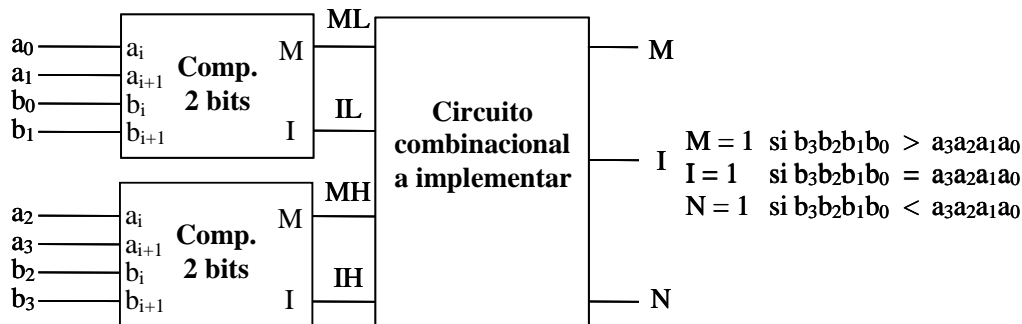 ML
a₀ aᵢ M M
a₁ aᵢ₊₁ Comp.
b₀ bᵢ 2 bits
b₁ bᵢ₊₁ I IL
Circuito
combinacional
a implementar
I
M = 1 si b₃b₂b₁b₀ > a₃a₂a₁a₀
I = 1 si b₃b₂b₁b₀ = a₃a₂a₁a₀
N = 1 si b₃b₂b₁b₀ < a₃a₂a₁a₀
MH
a₂ aᵢ M
a₃ aᵢ₊₁ Comp.
b₂ bᵢ 2 bits
b₃ bᵢ₊₁ I IH
N